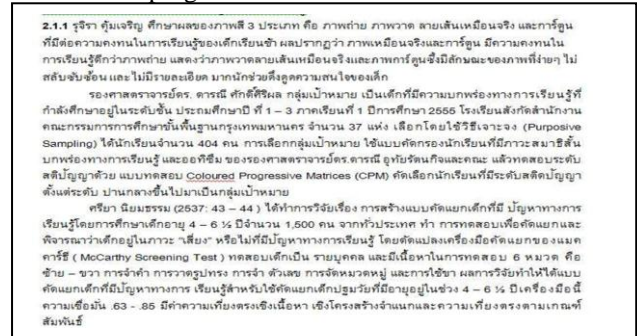 2.1.1 รุจิรา คุ้มเจริญ ศึกษาผลของภาพสี 3 ประเภท คือ ภาพถ่าย ภาพวาด ลายเส้นเหมือนจริง และการ์ตูน
ที่มีต่อความคงทนในการเรียนรู้ของเด็กเรียนช้า ผลปรากฏว่า ภาพเหมือนจริงและการ์ตูน มีความคงทนใน
การเรียนรู้ดีกว่าภาพถ่าย แสดงว่าภาพวาดลายเส้นเหมือนจริงและภาพการ์ตูนซึ่งมีลักษณะของภาพที่ง่ายๆ ไม่
สลับซับซ้อน และ ไม่มีรายละเอียด มากนักช่วยดึงดูดความสนใจของเด็ก
รองศาสตราจารย์ดร. ดารณี ศักดิ์ศิริผล กลุ่มเป้าหมาย เป็นเด็กที่มีความบกพร่องทางการเรียนรู้ที่
กำลังศึกษาอยู่ในระดับชั้น ประถมศึกษาปี ที่ 1 – 3 ภาคเรียนที่ 1 ปีการศึกษา 2555 โรงเรียนสังกัดสำนักงาน
คณะกรรมการการศึกษาขั้นพื้นฐานกรุงเทพมหานคร จำนวน 37 แห่ง เลือกโดยใช้วิธีเจาะจง (Purposive
Sampling) ได้นักเรียนจำนวน 404 คน การเลือกกลุ่มเป้าหมาย ใช้แบบคัดกรองนักเรียนที่มีภาวะสมาธิสั้น
บกพร่องทางการเรียนรู้ และออทิซึม ของรองศาสตราจารย์ดร.ดารณี อุทัยรัตนกิจและคณะ แล้วทดสอบระดับ
สติปัญญาด้วย แบบทดสอบ Coloured Progressive Matrices (CPM) คัดเลือกนักเรียนที่มีระดับสติดปัญญา
ตั้งแต่ระดับ ปานกลางขึ้นไปมาเป็นกลุ่มเป้าหมาย
ศรียา นิยมธรรม (2537: 43 – 44 ) ได้ทำการวิจัยเรื่อง การสร้างแบบคัดแยกเด็กที่มี ปัญหาทางการ
เรียนรู้โดยการศึกษาเด็กอายุ 4 – 6 ½ ปีจำนวน 1,500 คน จากทั่วประเทศ ทำ การทดสอบเพื่อคัดแยกและ
พิจารณาว่าเด็กอยู่ในภาวะ "เสี่ยง" หรือไม่ที่มีปัญหาทางการเรียนรู้ โดยดัดแปลงเครื่องมือคัดแยกของแมค
คาร์ธี ( McCarthy Screening Test ) ทดสอบเด็กเป็น รายบุคคล และมีเนื้อหาในการทดสอบ 6 หมวด คือ
ซ้าย – ขวา การจำคำ การวาดรูปทรง การจำ ตัวเลข การจัดหมวดหมู่ และการใช้ขา ผลการวิจัยทำให้ได้แบบ
คัดแยกเด็กที่มีปัญหาทางการ เรียนรู้สำหรับใช้คัดแยกเด็กปฐมวัยที่มีอายุอยู่ในช่วง 4 – 6 ½ ปีเครื่องมือนี้
ความเชื่อมั่น .63 - .85 มีค่าความเที่ยงตรงเชิงเนื้อหา เชิงโครงสร้างจำแนกและความเที่ยงตรงตามเกณฑ์
สัมพันธ์